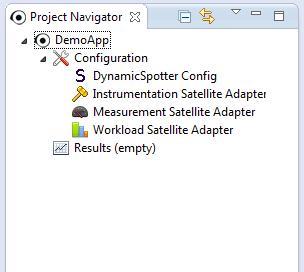 Project Navigator
DemoApp
Configuration
DynamicSpotter Config
Instrumentation Satellite Adapter
Measurement Satellite Adapter
Workload Satellite Adapter
Results (empty)